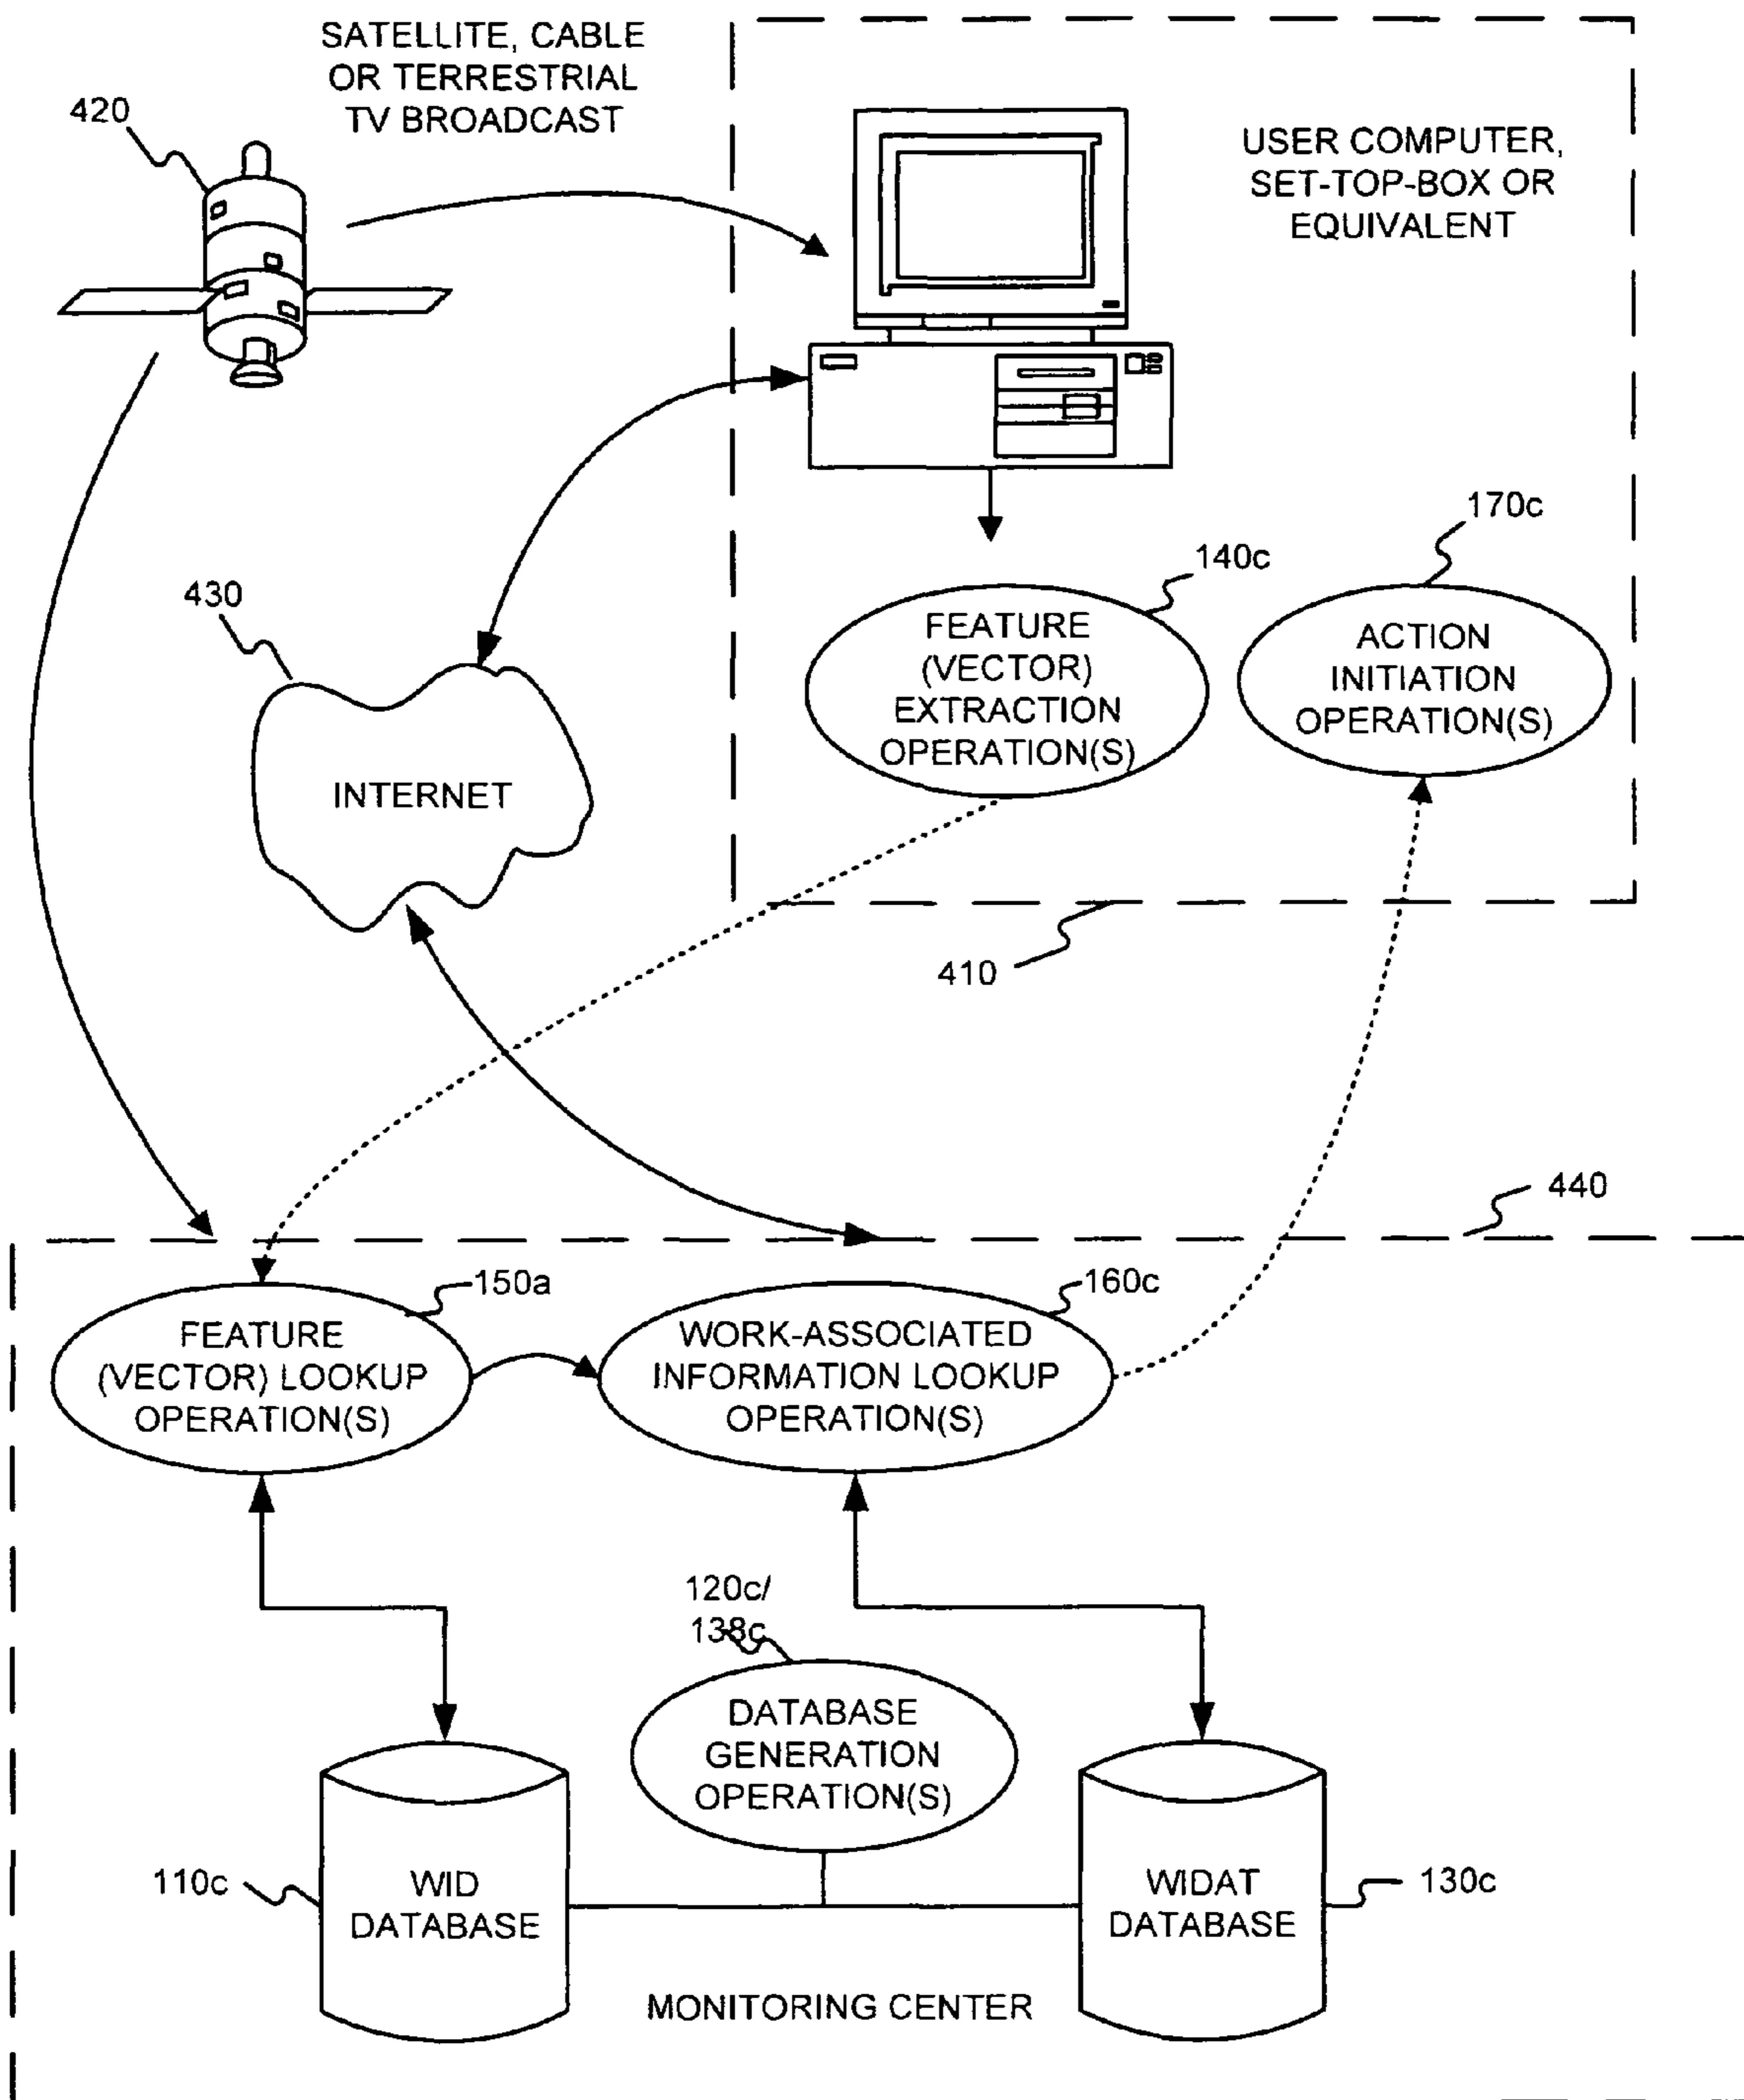 SATELLITE, CABLE
OR TERRESTRIAL
TV BROADCAST
420
USER COMPUTER,
SET-TOP-BOX OR
EQUIVALENT
170c
140c
430
FEATURE
(VECTOR)
EXTRACTION
OPERATION(S)
ACTION
INITIATION
OPERATION(S)
INTERNET
410
440
150a
160c
FEATURE
(VECTOR) LOOKUP
OPERATION(S)
WORK-ASSOCIATED
INFORMATION LOOKUP
OPERATION(S)
120c/
138c
DATABASE
GENERATION
OPERATION(S)
110c
WID
DATABASE
WIDAT
DATABASE
130c
MONITORING CENTER